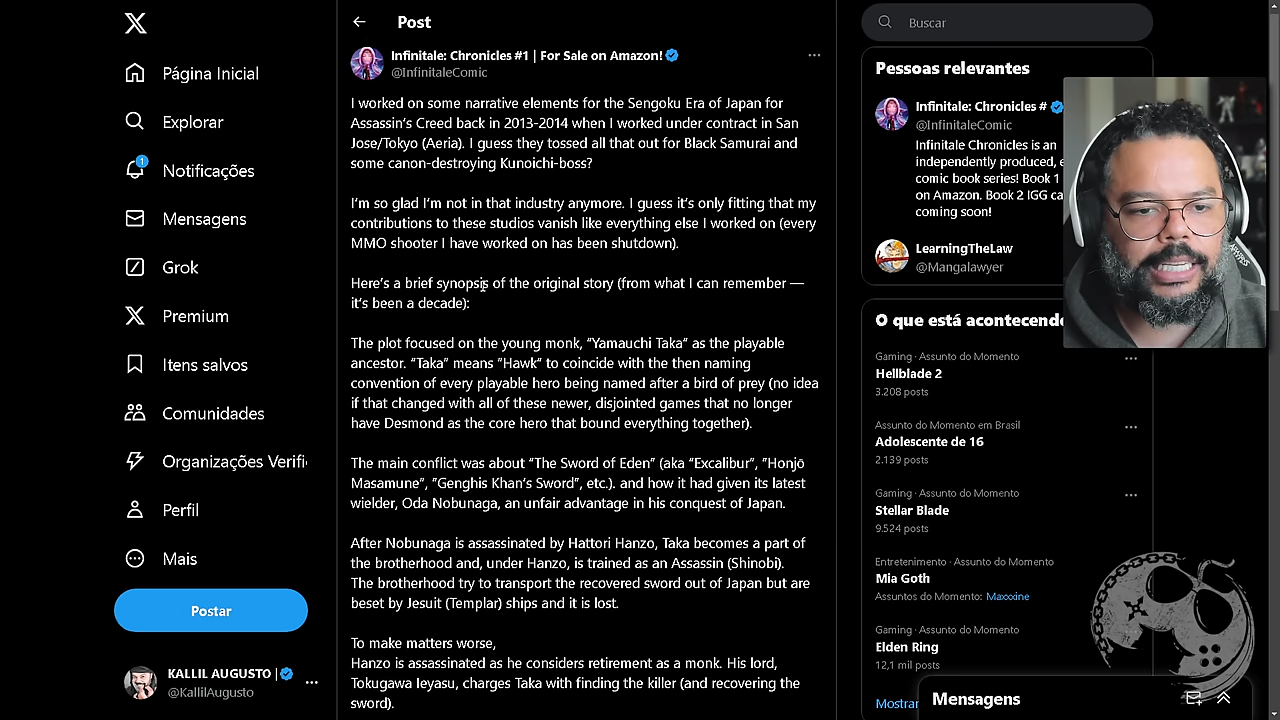 Página Inicial
Explorar
1
Notificações
Mensagens
Grok
Premium
Itens salvos
Comunidades
Organizações Verifi
Perfil
Mais
Postar
KALLIL AUGUSTO |
@KallilAugusto
Post
Infinitale: Chronicles #1 | For Sale on Amazon!
@InfinitaleComic
I worked on some narrative elements for the Sengoku Era of Japan for
Assassin's Creed back in 2013-2014 when I worked under contract in San
Jose/Tokyo (Aeria). I guess they tossed all that out for Black Samurai and
some canon-destroying Kunoichi-boss?
I'm so glad I'm not in that industry anymore. I guess it's only fitting that my
contributions to these studios vanish like everything else I worked on (every
MMO shooter I have worked on has been shutdown).
Here's a brief synopsis of the original story (from what I can remember —
it's been a decade):
The plot focused on the young monk, "Yamauchi Taka" as the playable
ancestor. "Taka" means "Hawk" to coincide with the then naming
convention of every playable hero being named after a bird of prey (no idea
if that changed with all of these newer, disjointed games that no longer
have Desmond as the core hero that bound everything together).
The main conflict was about "The Sword of Eden" (aka "Excalibur", "Honjō
Masamune", "Genghis Khan's Sword", etc.). and how it had given its latest
wielder, Oda Nobunaga, an unfair advantage in his conquest of Japan.
After Nobunaga is assassinated by Hattori Hanzo, Taka becomes a part of
the brotherhood and, under Hanzo, is trained as an Assassin (Shinobi).
The brotherhood try to transport the recovered sword out of Japan but are
beset by Jesuit (Templar) ships and it is lost.
To make matters worse,
Hanzo is assassinated as he considers retirement as a monk. His lord,
Tokugawa Ieyasu, charges Taka with finding the killer (and recovering the
sword).
Buscar
Pessoas relevantes
Infinitale: Chronicles #
@InfinitaleComic
Infinitale Chronicles is an
independently produced, e
comic book series! Book 1
on Amazon. Book 2 IGG ca
coming soon!
LearningTheLaw
@Mangalawyer
O que está acontecend
Gaming · Assunto do Momento
Hellblade 2
3.208 posts
Assunto do Momento em Brasil
Adolescente de 16
2.139 posts
Gaming · Assunto do Momento
Stellar Blade
9.524 posts
Entretenimento · Assunto do Momento
Mia Goth
Assuntos do Momento: Maxxxine
Gaming · Assunto do Momento
Elden Ring
12,1 mil posts
Mostrar
Mensagens